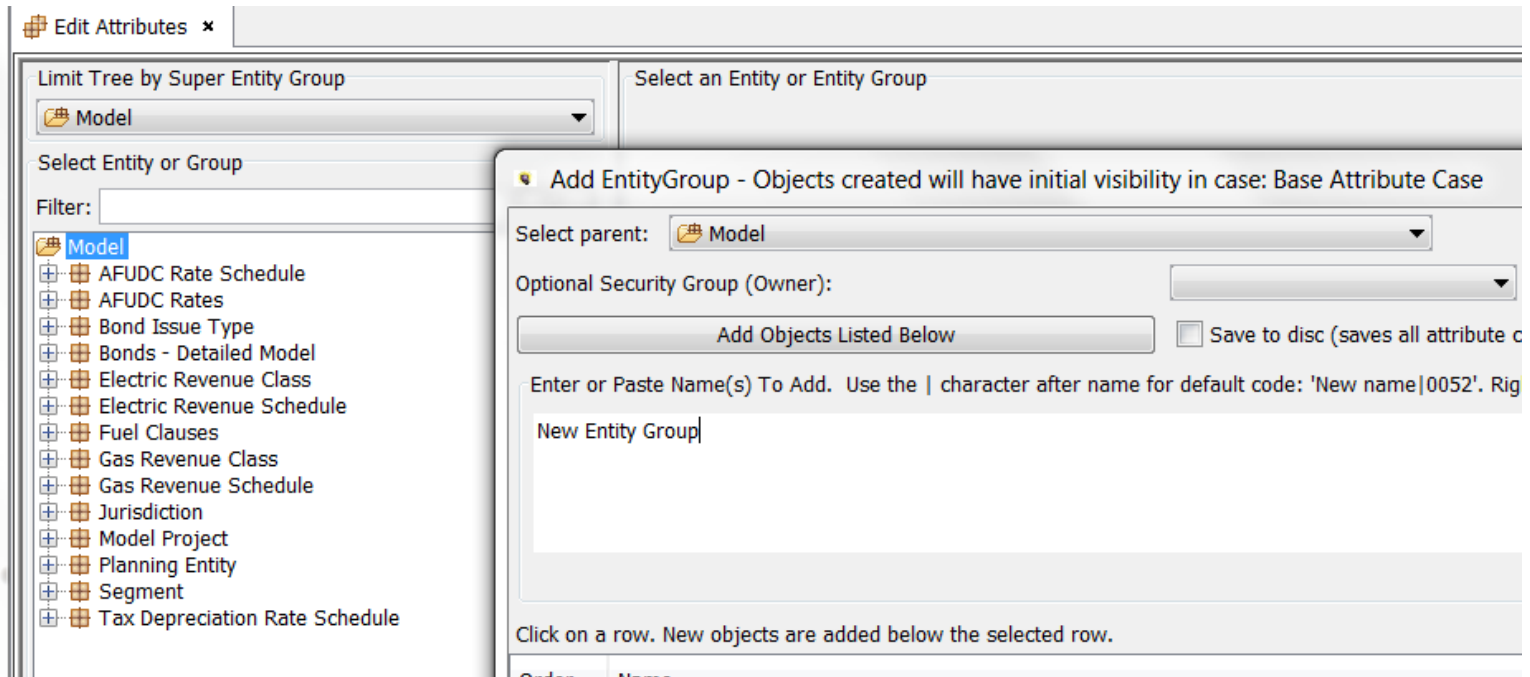 Edit Attributes
Limit Tree by Super Entity Group
Model
Select Entity or Group
Filter:
Model
AFUDC Rate Schedule
AFUDC Rates
Bond Issue Type
Bonds - Detailed Model
Electric Revenue Class
Electric Revenue Schedule
Fuel Clauses
Gas Revenue Class
Gas Revenue Schedule
Jurisdiction
Model Project
Planning Entity
Segment
Tax Depreciation Rate Schedule
Select an Entity or Entity Group
Add EntityGroup - Objects created will have initial visibility in case: Base Attribute Case
Select parent: Model
Optional Security Group (Owner):
Add Objects Listed Below
Save to disc (saves all attribute
Enter or Paste Name(s) To Add. Use the | character after name for default code: 'New name|0052'.
New Entity Group
Click on a row. New objects are added below the selected row.